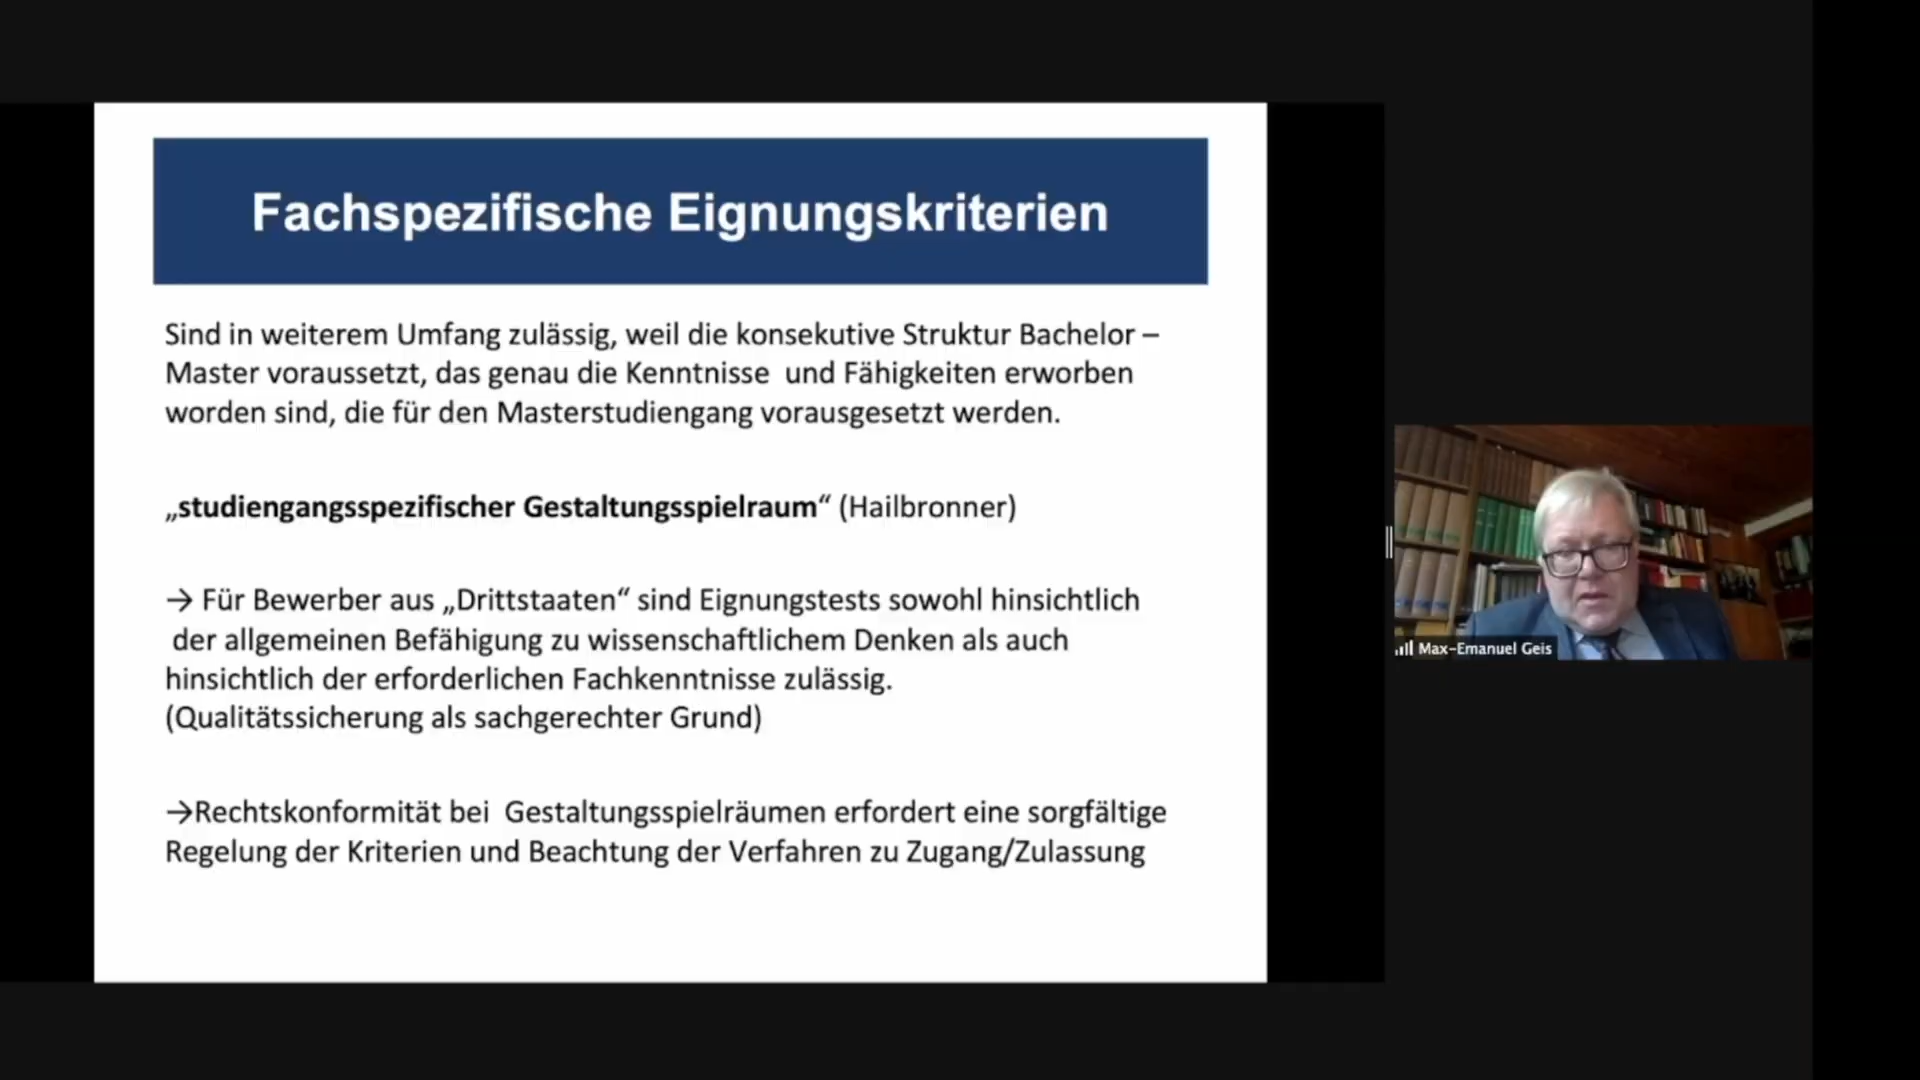 Fachspezifische Eignungskriterien
Sind in weiterem Umfang zulässig, weil die konsekutive Struktur Bachelor –
Master voraussetzt, das genau die Kenntnisse  und Fähigkeiten erworben
worden sind, die für den Masterstudiengang vorausgesetzt werden.
„studiengangsspezifischer Gestaltungsspielraum“ (Hailbronner)
→ Für Bewerber aus „Drittstaaten“ sind Eignungstests sowohl hinsichtlich
der allgemeinen Befähigung zu wissenschaftlichem Denken als auch
hinsichtlich der erforderlichen Fachkenntnisse zulässig.
(Qualitätssicherung als sachgerechter Grund)
→Rechtskonformität bei  Gestaltungsspielräumen erfordert eine sorgfältige
Regelung der Kriterien und Beachtung der Verfahren zu Zugang/Zulassung
Max-Emanuel Geis